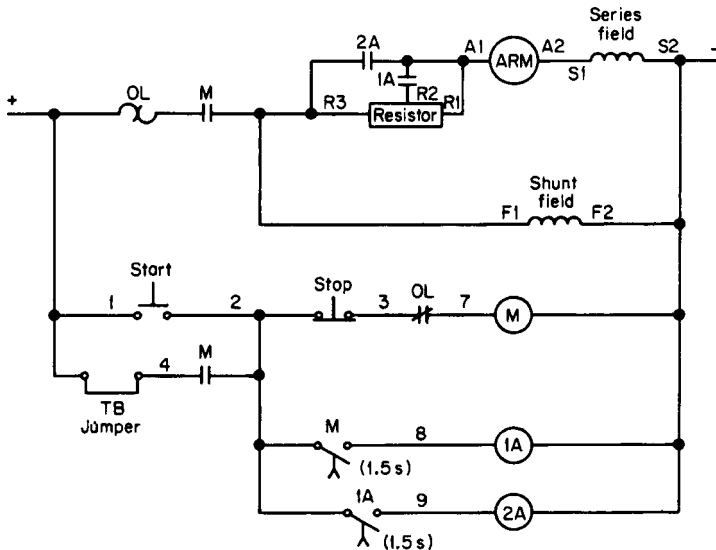 Series
field
2A
A1
ARM
A2
S1
S2
-
1A
+
OL
M
R3
R2
R1
Resistor
Shunt
field
F1
F2
Start
1
2
Stop
3
OL
7
M
4
M
TB
Jumper
M
(1.5 s)
8
1A
1A
(1.5s)
9
2A